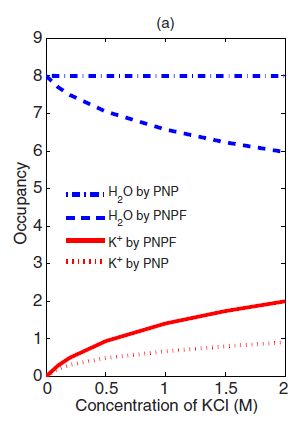 (a)
9
8
7
6
5
4
3
2
1
0
Occupancy
H₂O by PNP
H₂O by PNPF
K⁺ by PNPF
K⁺ by PNP
0 0.5 1 1.5 2
Concentration of KCl (M)